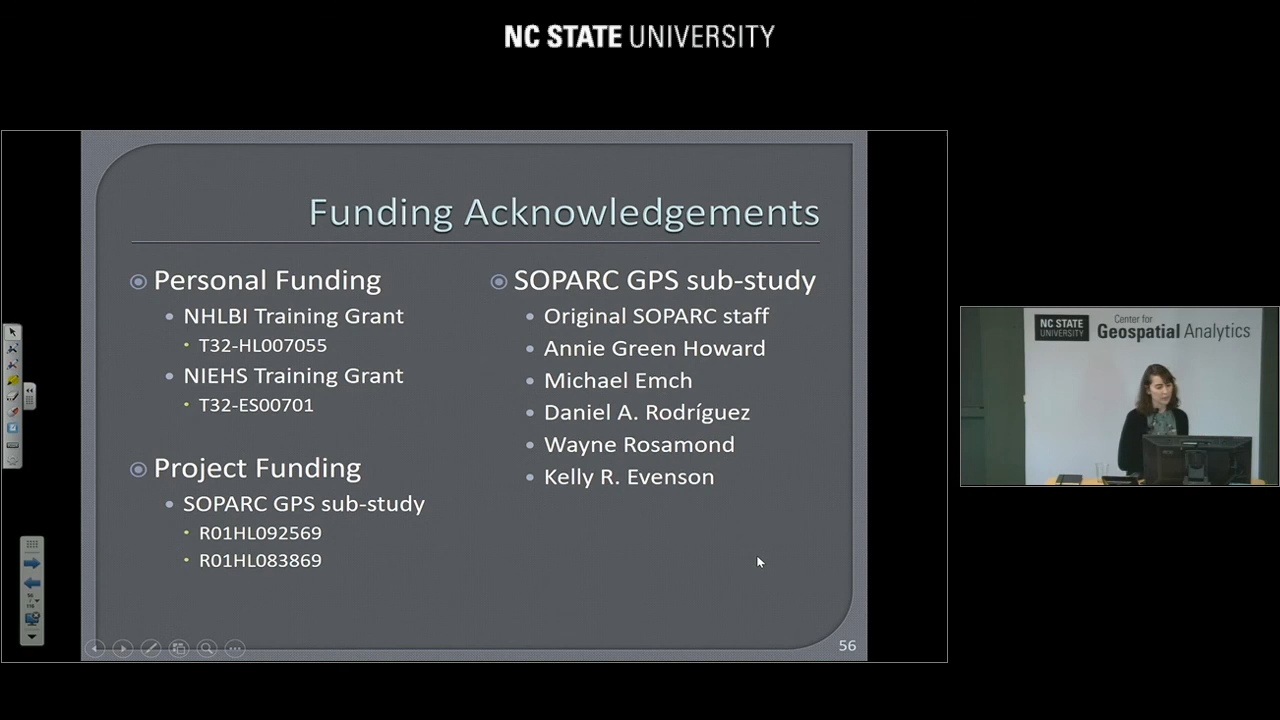 NC STATE UNIVERSITY
Funding Acknowledgements
Personal Funding
NHLBI Training Grant
T32-HL007055
NIEHS Training Grant
T32-ES00701
Project Funding
SOPARC GPS sub-study
R01HL092569
R01HL083869
SOPARC GPS sub-study
Original SOPARC staff
Annie Green Howard
Michael Emch
Daniel A. Rodríguez
Wayne Rosamond
Kelly R. Evenson
56
NC STATE
UNIVERSITY
Center for
Geospatial Analytics